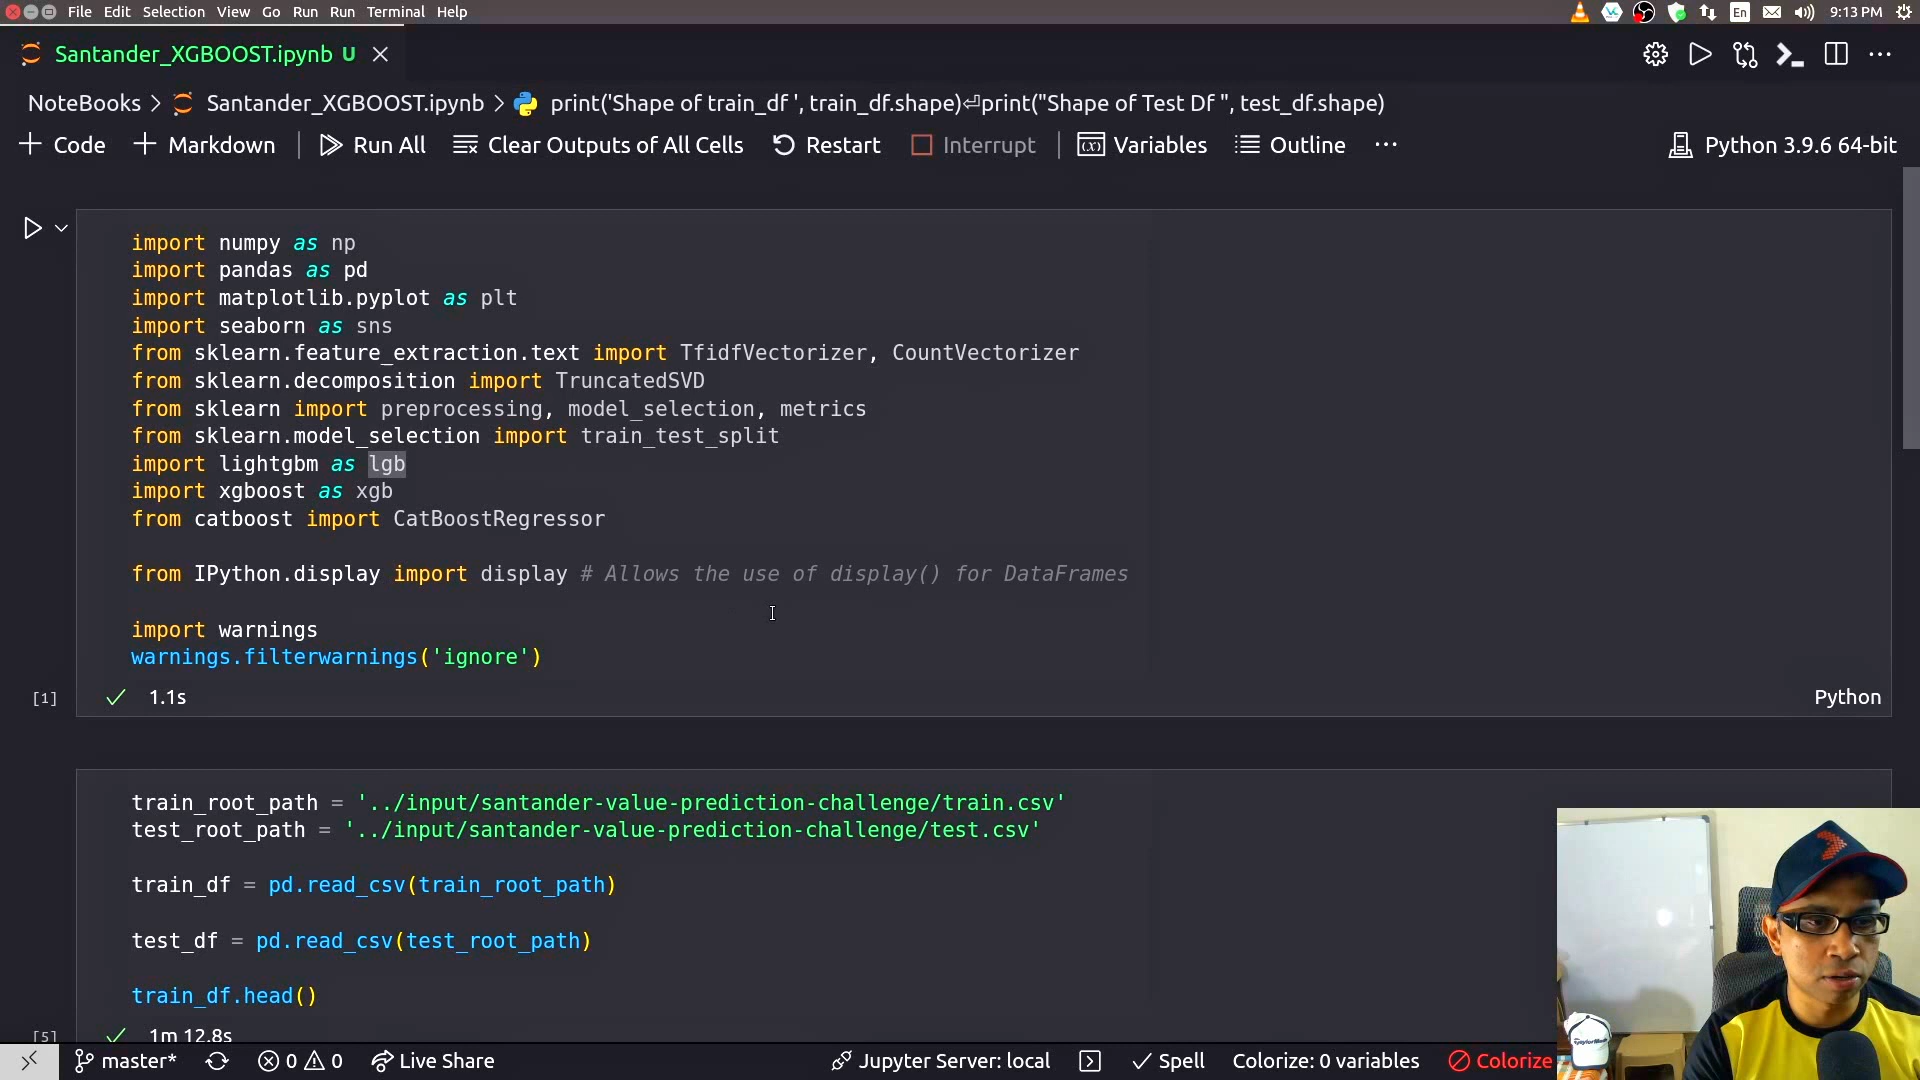 File Edit Selection View Go Run Run Terminal Help En 9:13 PM
Santander_XGBOOST.ipynb U
NoteBooks > Santander_XGBOOST.ipynb > print('Shape of train_df ', train_df.shape)⏎print("Shape of Test Df ", test_df.shape)
+ Code + Markdown Run All Clear Outputs of All Cells Restart Interrupt Variables Outline ... Python 3.9.6 64-bit
import numpy as np
import pandas as pd
import matplotlib.pyplot as plt
import seaborn as sns
from sklearn.feature_extraction.text import TfidfVectorizer, CountVectorizer
from sklearn.decomposition import TruncatedSVD
from sklearn import preprocessing, model_selection, metrics
from sklearn.model_selection import train_test_split
import lightgbm as lgb
import xgboost as xgb
from catboost import CatBoostRegressor
from IPython.display import display # Allows the use of display() for DataFrames
import warnings
warnings.filterwarnings('ignore')
[1] 1.1s Python
train_root_path = '../input/santander-value-prediction-challenge/train.csv'
test_root_path = '../input/santander-value-prediction-challenge/test.csv'
train_df = pd.read_csv(train_root_path)
test_df = pd.read_csv(test_root_path)
train_df.head()
[5] 1m 12.8s
master* 0 0 Live Share Jupyter Server: local Spell Colorize: 0 variables Colorize